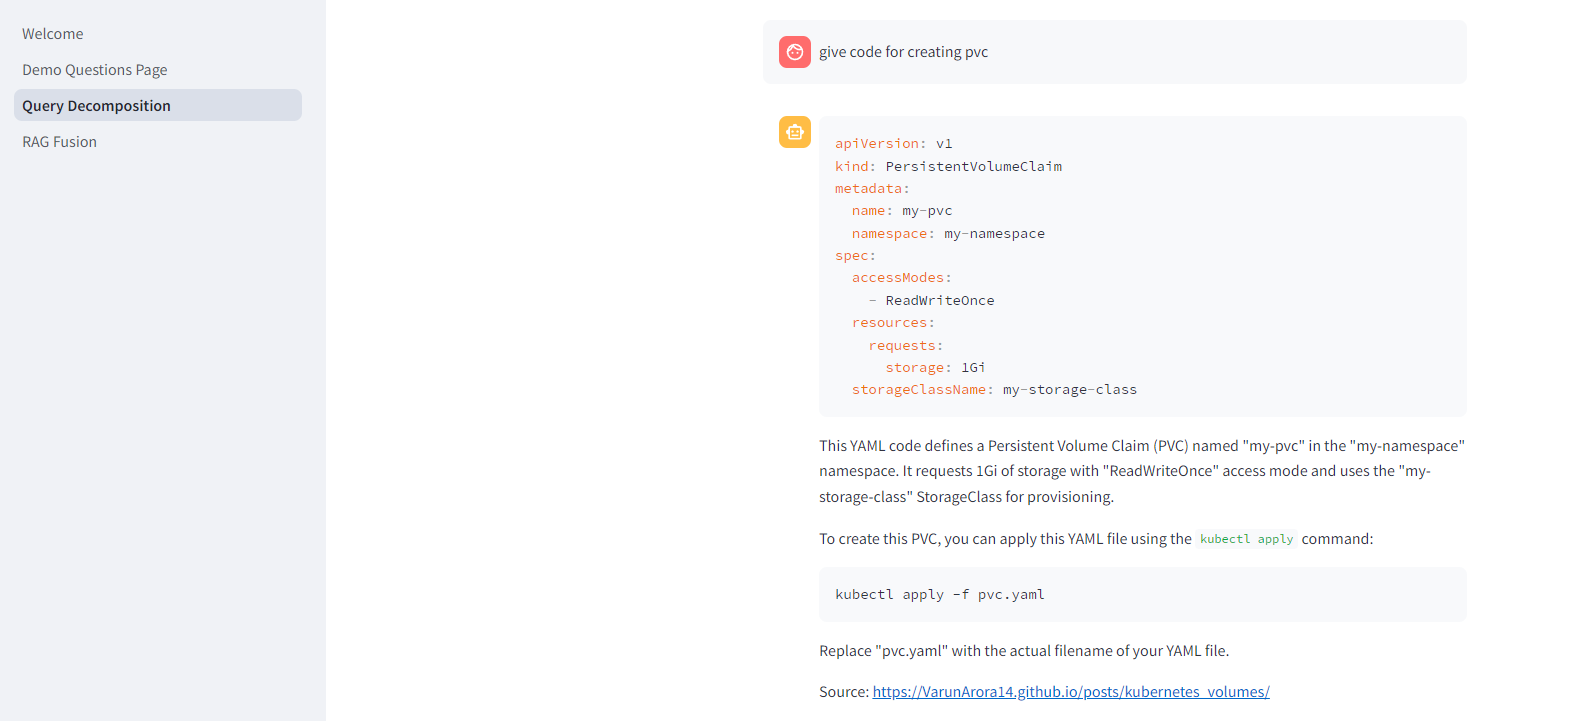 Welcome
Demo Questions Page
Query Decomposition
RAG Fusion
give code for creating pvc
apiVersion: v1
kind: PersistentVolumeClaim
metadata:
  name: my-pvc
  namespace: my-namespace
spec:
  accessModes:
    - ReadWriteOnce
  resources:
    requests:
      storage: 1Gi
  storageClassName: my-storage-class
This YAML code defines a Persistent Volume Claim (PVC) named "my-pvc" in the "my-namespace"
namespace. It requests 1Gi of storage with "ReadWriteOnce" access mode and uses the "my-
storage-class" StorageClass for provisioning.
To create this PVC, you can apply this YAML file using the kubectl apply command:
kubectl apply -f pvc.yaml
Replace "pvc.yaml" with the actual filename of your YAML file.
Source: https://VarunArora14.github.io/posts/kubernetes_volumes/